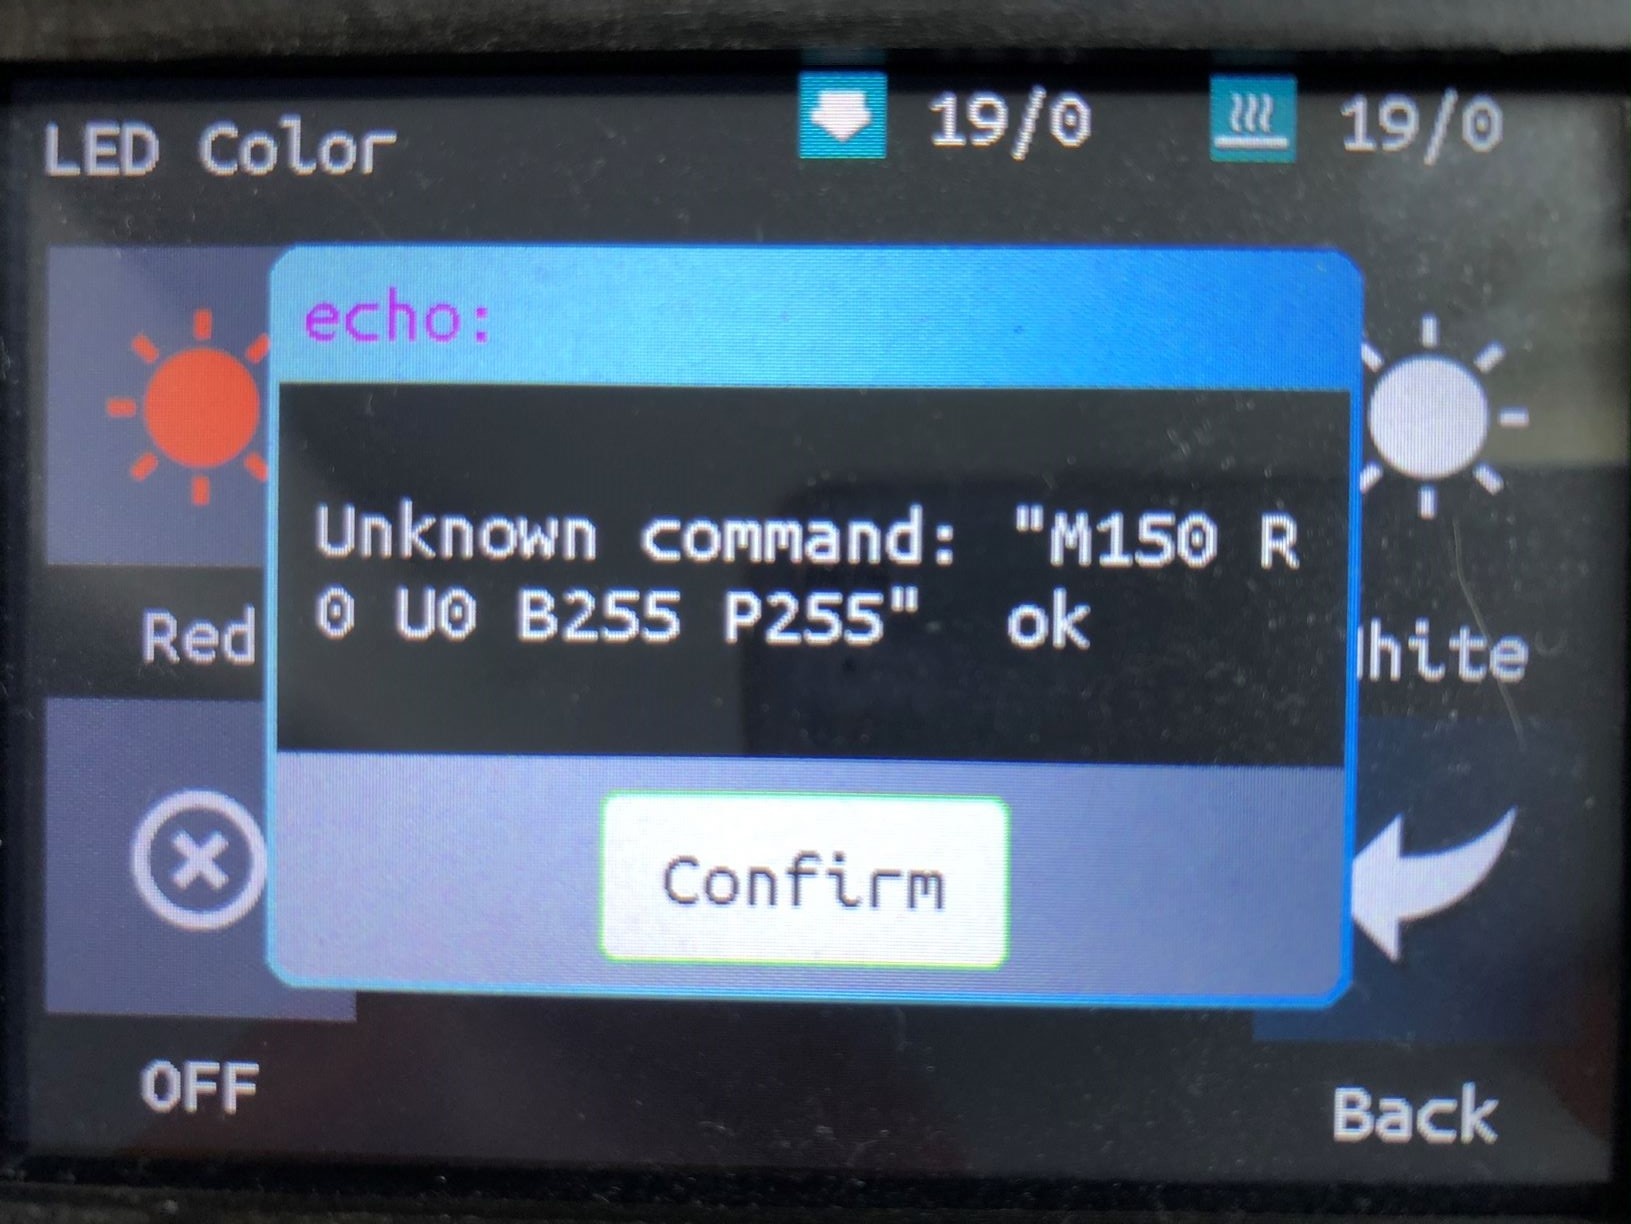 LED Color
19/0
19/0
echo:
Unknown command: "M150 R
0 U0 B255 P255"  ok
Red
hite
Confirm
OFF
Back